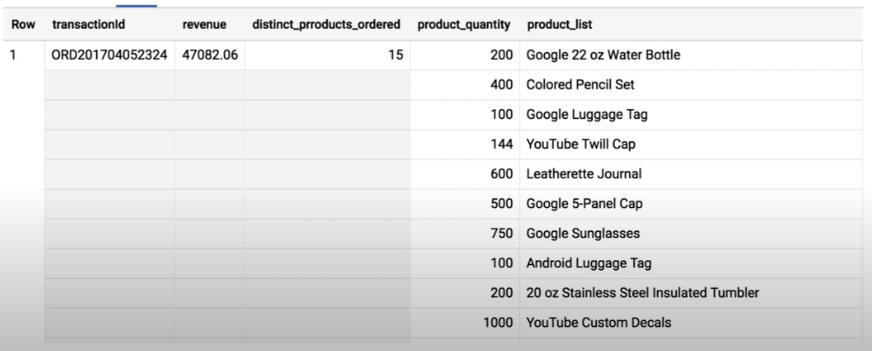 Row transactionId revenue distinct_prroducts_ordered product_quantity product_list
1 ORD201704052324 47082.06 15 200 Google 22 oz Water Bottle
400 Colored Pencil Set
100 Google Luggage Tag
144 YouTube Twill Cap
600 Leatherette Journal
500 Google 5-Panel Cap
750 Google Sunglasses
100 Android Luggage Tag
200 20 oz Stainless Steel Insulated Tumbler
1000 YouTube Custom Decals